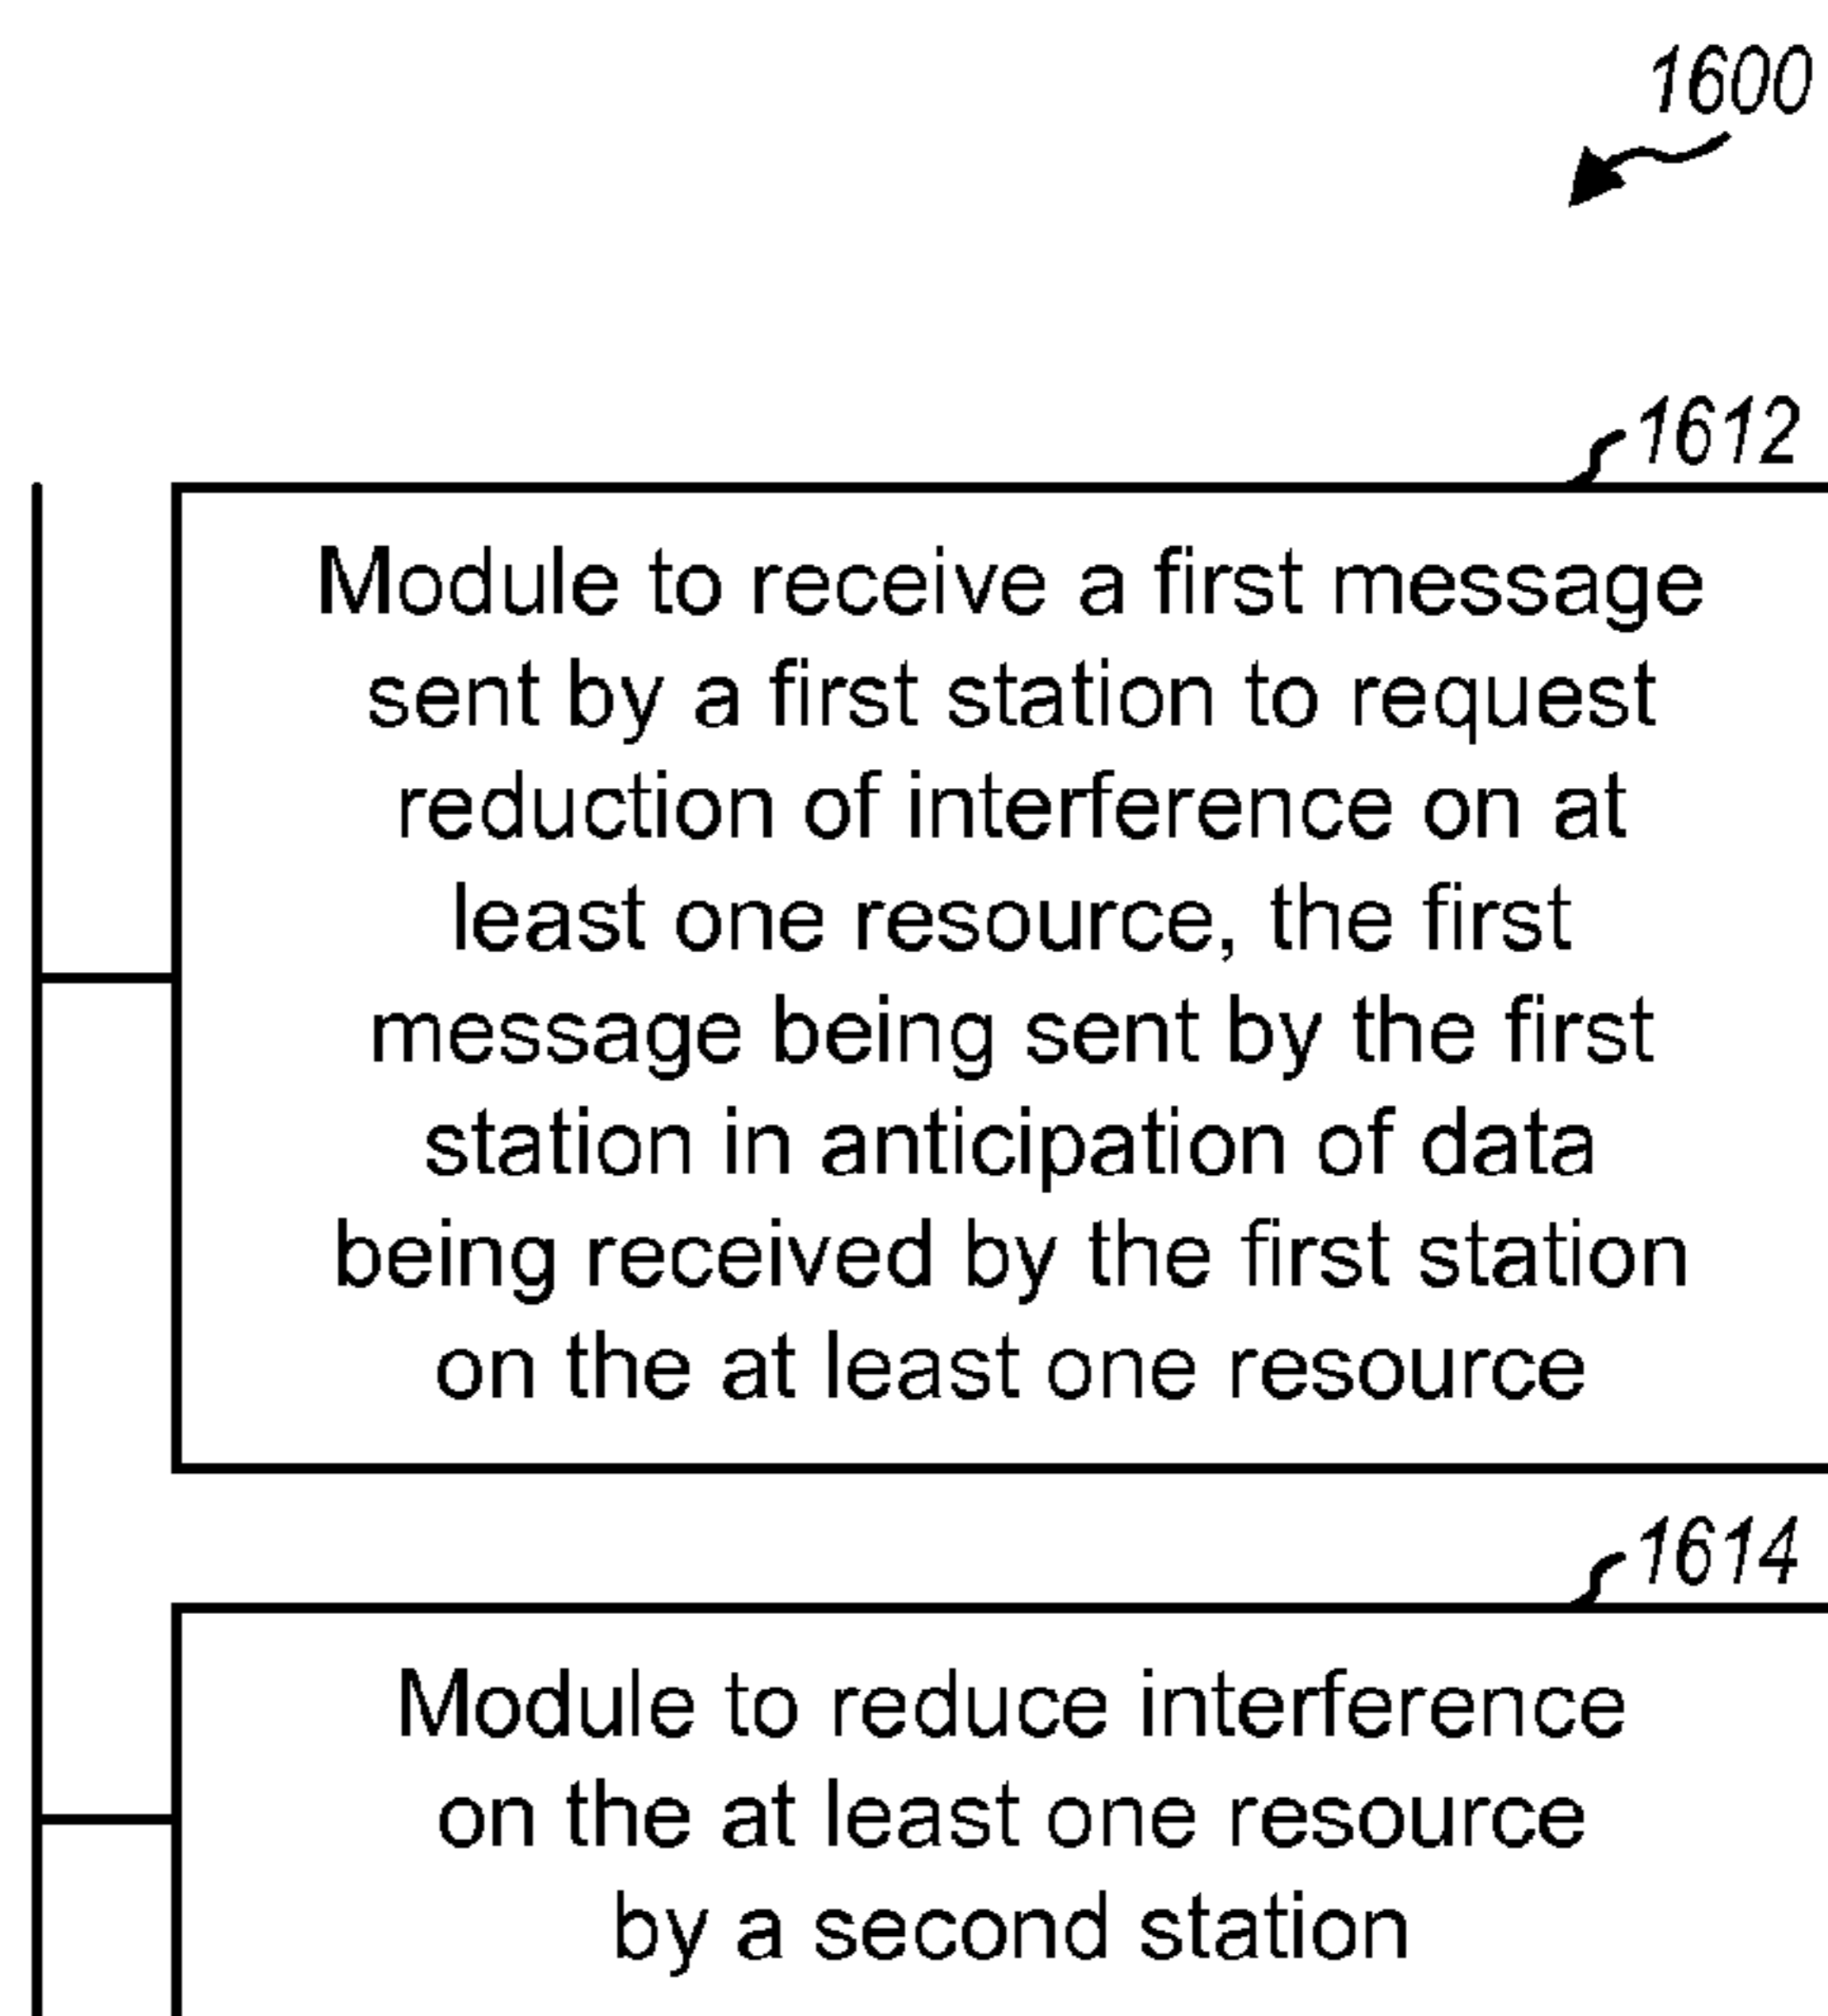 1600
1612
Module to receive a first message
sent by a first station to request
reduction of interference on at
least one resource, the first
message being sent by the first
station in anticipation of data
being received by the first station
on the at least one resource
1614
Module to reduce interference
on the at least one resource
by a second station